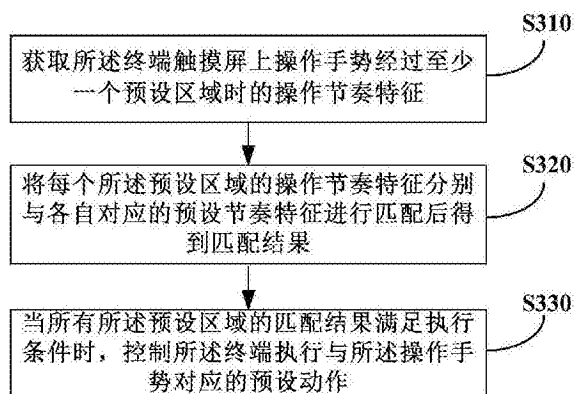 S310
获取所述终端触摸屏上操作手势经过至少
一个预设区域时的操作节奏特征
S320
将每个所述预设区域的操作节奏特征分别
与各自对应的预设节奏特征进行匹配后得
到匹配结果
S330
当所有所述预设区域的匹配结果满足执行
条件时，控制所述终端执行与所述操作手
势对应的预设动作